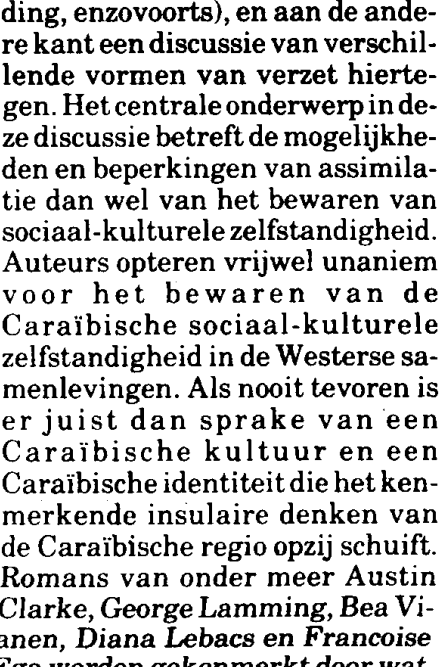 ding, enzovoorts), en aan de ande-
re kant een discussie van verschil-
lende vormen van verzet hierte-
gen. Het centrale onderwerp in de-
ze discussie betreft de mogelijkhe-
den en beperkingen van assimila-
tie dan wel van het bewaren van
sociaal-kulturele zelfstandigheid.
Auteurs opteren vrijwel unaniem
voor het bewaren van de
Caraïbische sociaal-kulturele
zelfstandigheid in de Westerse sa-
menlevingen. Als nooit tevoren is
er juist dan sprake van een
Caraïbische kultuur en een
Caraïbische identiteit die het ken-
merkende insulaire denken van
de Caraïbische regio opzij schuift.
Romans van onder meer Austin
Clarke, George Lamming, Bea Vi-
anen, Diana Lebacs en Francoise
Ega worden gekenmerkt door wat